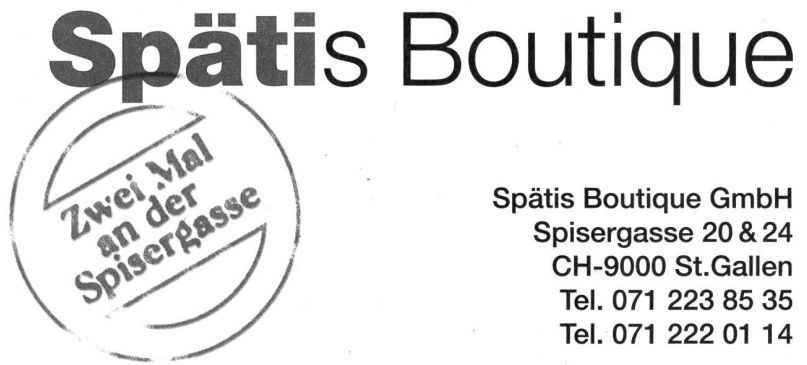 Spätis Boutique
Zwei Mal
an der
Spisergasse
Spätis Boutique GmbH
Spisergasse 20 & 24
CH-9000 St.Gallen
Tel. 071 223 85 35
Tel. 071 222 01 14